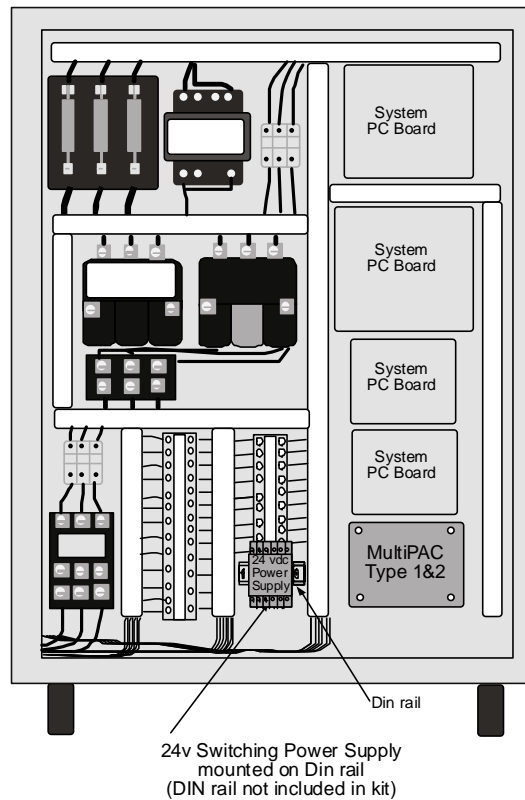 System
PC Board
System
PC Board
System
PC Board
System
PC Board
MultiPAC
Type 1&2
24 vdc
Power
Supply
Din rail
24v Switching Power Supply
mounted on Din rail
(DIN rail not included in kit)